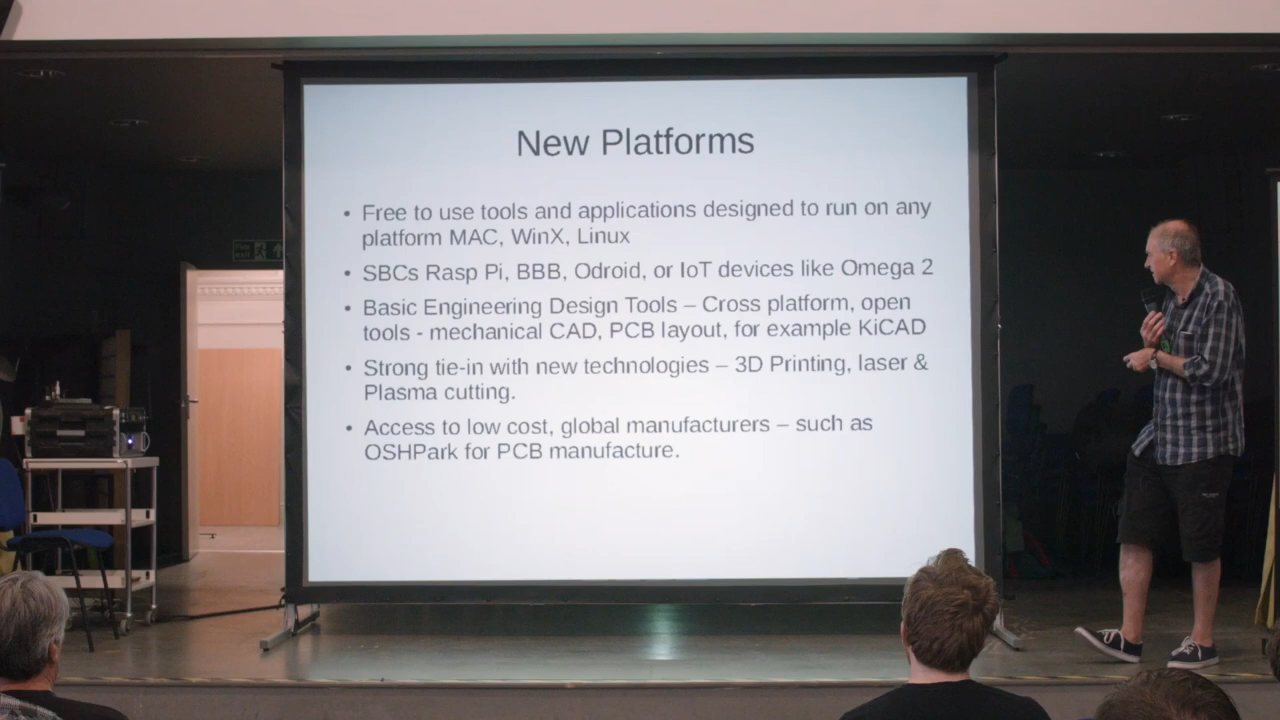 New Platforms
• Free to use tools and applications designed to run on any
platform MAC, WinX, Linux
• SBCs Rasp Pi, BBB, Odroid, or IoT devices like Omega 2
• Basic Engineering Design Tools – Cross platform, open
tools - mechanical CAD, PCB layout, for example KiCAD
• Strong tie-in with new technologies – 3D Printing, laser &
Plasma cutting.
• Access to low cost, global manufacturers – such as
OSHPark for PCB manufacture.
Fire
exit